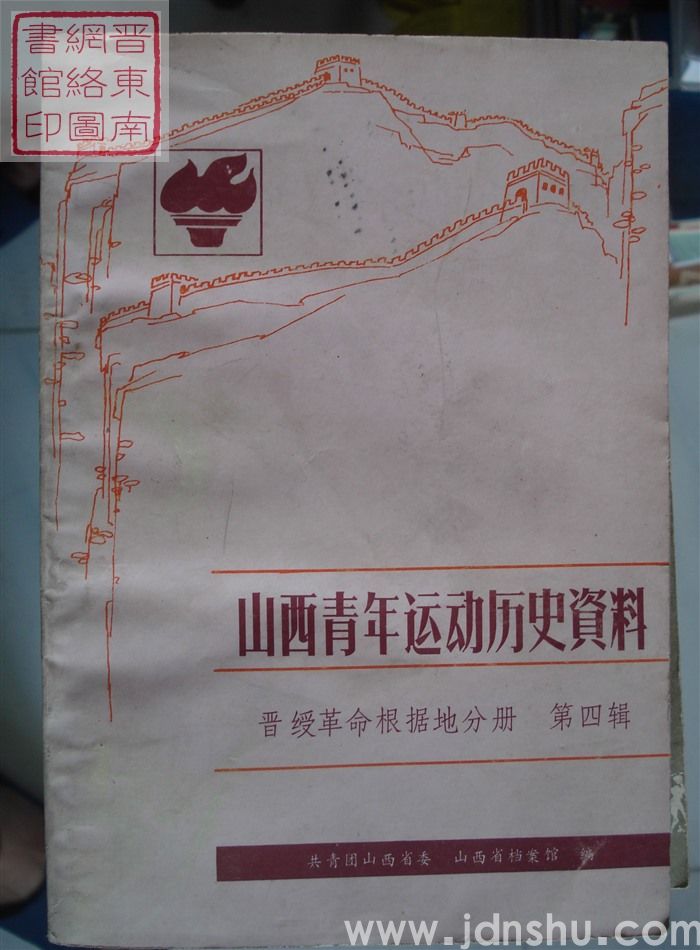 晋東南
網絡圖
書館印
山西青年运动历史資料
晋绥革命根据地分册 第四辑
共青团山西省委 山西省档案馆 编
www.jdnshu.com